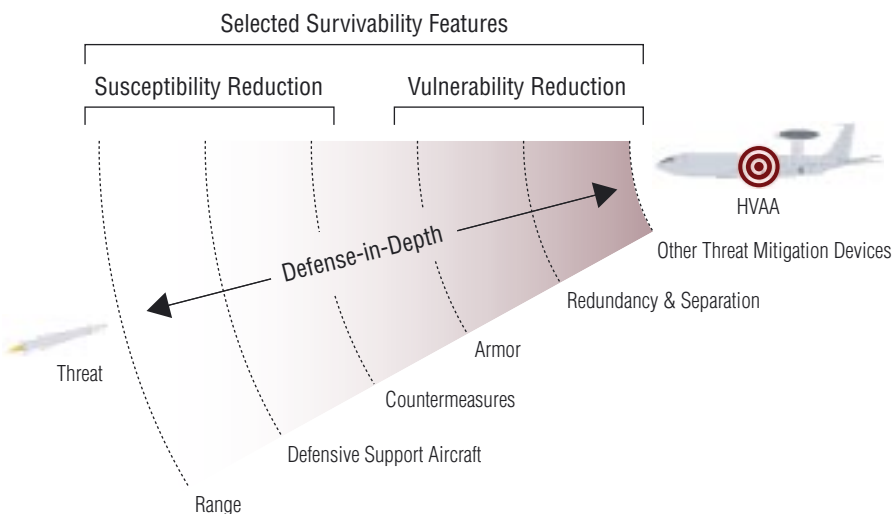 Selected Survivability Features
Susceptibility Reduction
Vulnerability Reduction
HVAA
Defense-in-Depth
Other Threat Mitigation Devices
Redundancy & Separation
Armor
Threat
Countermeasures
Defensive Support Aircraft
Range